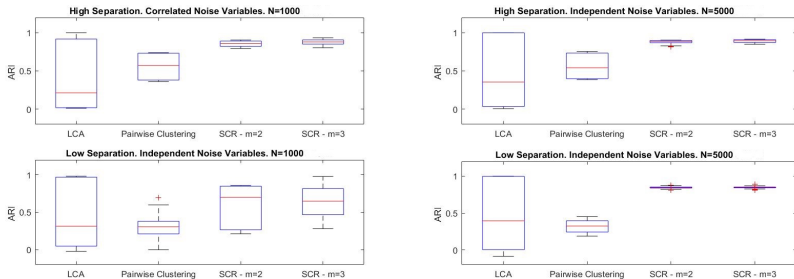 High Separation. Correlated Noise Variables. N=1000
ARI
1
0.5
0
LCA Pairwise Clustering SCR - m=2 SCR - m=3
High Separation. Independent Noise Variables. N=5000
ARI
1
0.5
0
LCA Pairwise Clustering SCR - m=2 SCR - m=3
Low Separation. Independent Noise Variables. N=1000
ARI
1
0.5
0
LCA Pairwise Clustering SCR - m=2 SCR - m=3
Low Separation. Independent Noise Variables. N=5000
ARI
1
0.5
0
LCA Pairwise Clustering SCR - m=2 SCR - m=3